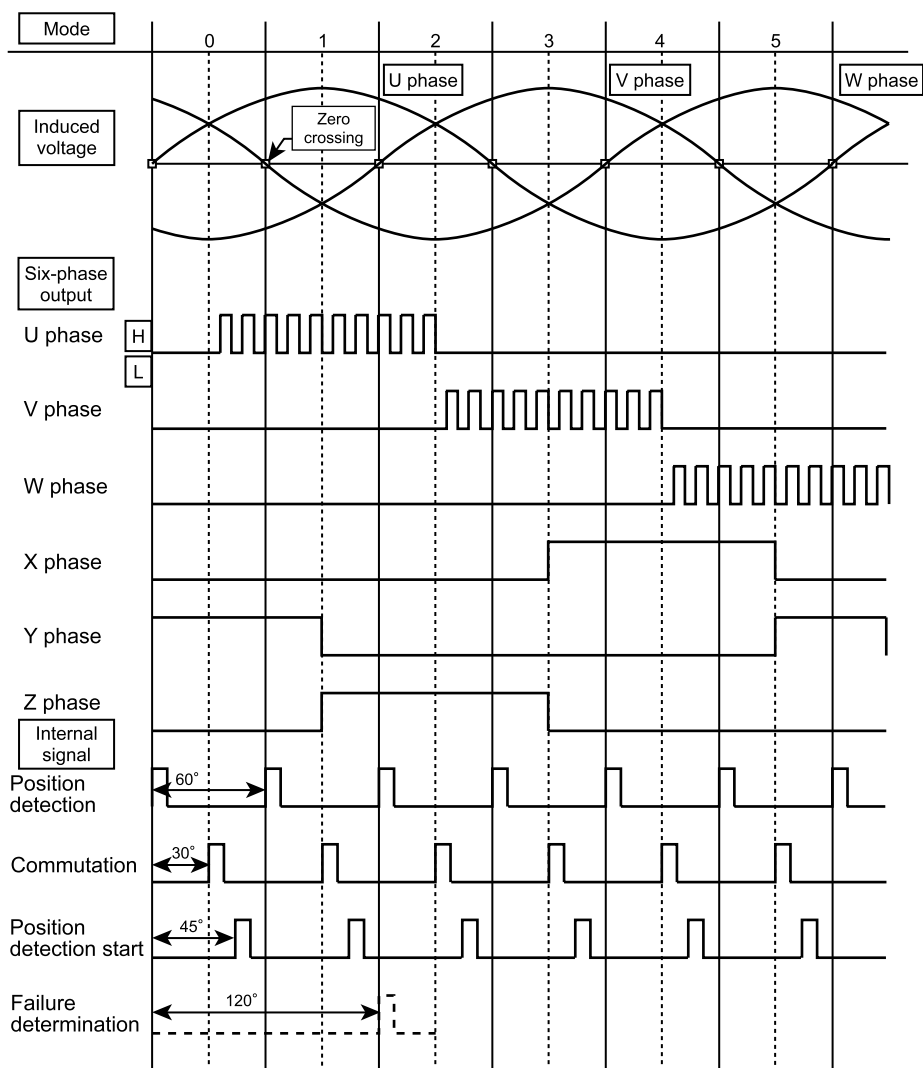 Mode
0 1 2 3 4 5
U phase V phase W phase
Induced
voltage
Zero
crossing
Six-phase
output
U phase H
L
V phase
W phase
X phase
Y phase
Z phase
Internal
signal
Position
detection
60°
Commutation
30°
Position
detection start
45°
Failure
determination
120°